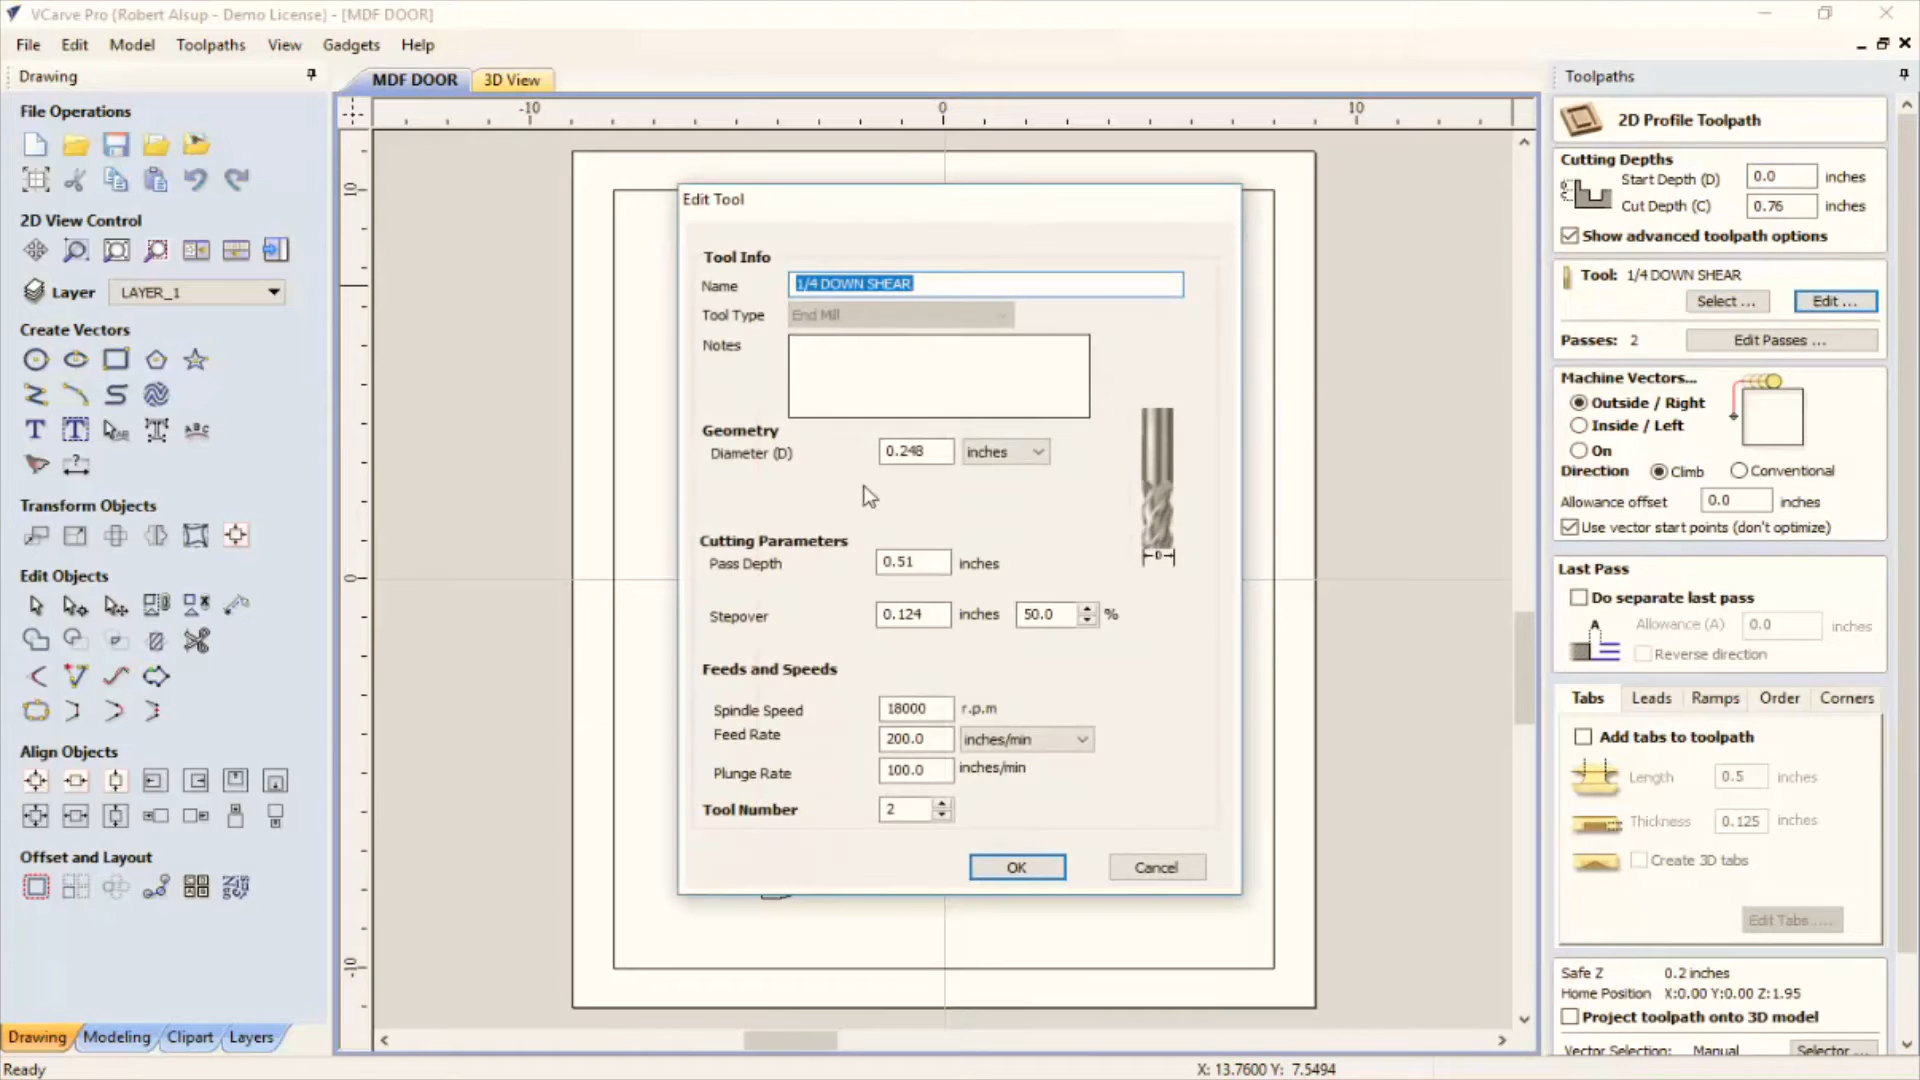 VCarve Pro (Robert Alsup - Demo License) - [MDF DOOR]
File Edit Model Toolpaths View Gadgets Help
Drawing
MDF DOOR 3D View
Toolpaths
File Operations
2D View Control
Layer LAYER_1
Create Vectors
Transform Objects
Edit Objects
Align Objects
Offset and Layout
Drawing Modeling Clipart Layers
Ready
-10 0 10
10
0
-10
Edit Tool
Tool Info
Name 1/4 DOWN SHEAR
Tool Type End Mill
Notes
Geometry
Diameter (D) 0.248 inches
D
Cutting Parameters
Pass Depth 0.51 inches
Stepover 0.124 inches 50.0 %
Feeds and Speeds
Spindle Speed 18000 r.p.m
Feed Rate 200.0 inches/min
Plunge Rate 100.0 inches/min
Tool Number 2
OK Cancel
2D Profile Toolpath
Cutting Depths
Start Depth (D) 0.0 inches
Cut Depth (C) 0.76 inches
Show advanced toolpath options
Tool: 1/4 DOWN SHEAR
Select ... Edit ...
Passes: 2 Edit Passes ...
Machine Vectors...
Outside / Right
Inside / Left
On
Direction Climb Conventional
Allowance offset 0.0 inches
Use vector start points (don't optimize)
Last Pass
Do separate last pass
A Allowance (A) 0.0 inches
Reverse direction
Tabs Leads Ramps Order Corners
Add tabs to toolpath
Length 0.5 inches
Thickness 0.125 inches
Create 3D tabs
Edit Tabs .....
Safe Z 0.2 inches
Home Position X:0.00 Y:0.00 Z:1.95
Project toolpath onto 3D model
Vector Selection: Manual Selector ...
X: 13.7600 Y: 7.5494